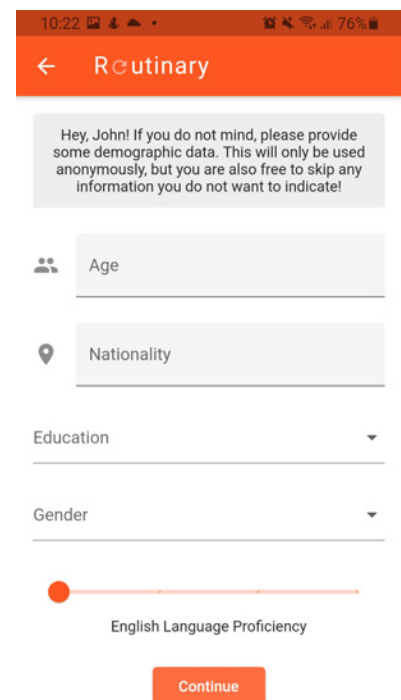 10:22 76%
Routinary
Hey, John! If you do not mind, please provide
some demographic data. This will only be used
anonymously, but you are also free to skip any
information you do not want to indicate!
Age
Nationality
Education
Gender
English Language Proficiency
Continue